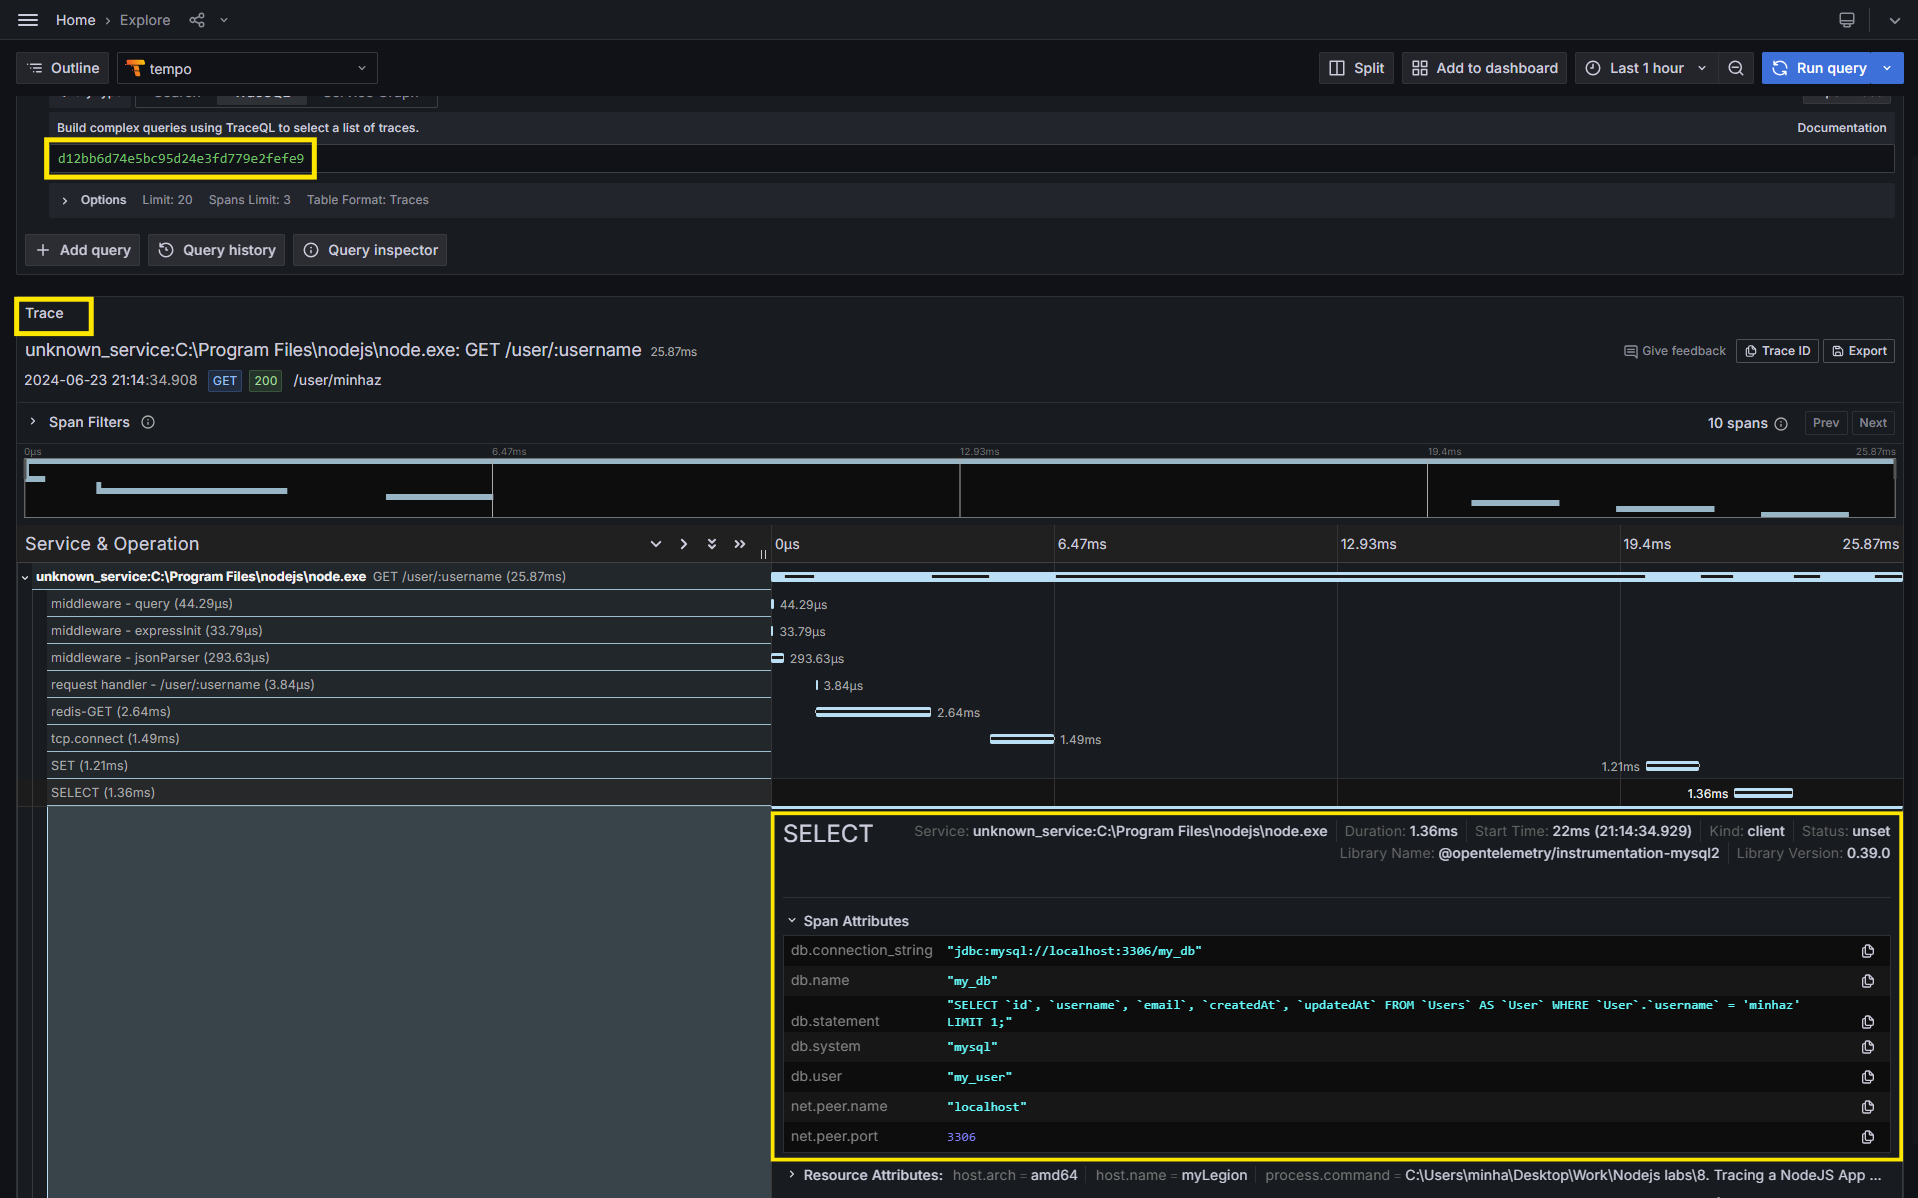 Home › Explore
Outline
tempo
Split
Add to dashboard
Last 1 hour
Run query
Build complex queries using TraceQL to select a list of traces.
Documentation
d12bb6d74e5bc95d24e3fd779e2fefe9
Options Limit: 20 Spans Limit: 3 Table Format: Traces
+ Add query
Query history
Query inspector
Trace
unknown_service:C:\Program Files\nodejs\node.exe: GET /user/:username 25.87ms
Give feedback
Trace ID
Export
2024-06-23 21:14:34.908 GET 200 /user/minhaz
Span Filters
10 spans
Prev
Next
0μs 6.47ms 12.93ms 19.4ms 25.87ms
Service & Operation
0μs 6.47ms 12.93ms 19.4ms 25.87ms
unknown_service:C:\Program Files\nodejs\node.exe GET /user/:username (25.87ms)
middleware - query (44.29μs) 44.29μs
middleware - expressInit (33.79μs) 33.79μs
middleware - jsonParser (293.63μs) 293.63μs
request handler - /user/:username (3.84μs) 3.84μs
redis-GET (2.64ms) 2.64ms
tcp.connect (1.49ms) 1.49ms
SET (1.21ms) 1.21ms
SELECT (1.36ms) 1.36ms
SELECT
Service: unknown_service:C:\Program Files\nodejs\node.exe Duration: 1.36ms Start Time: 22ms (21:14:34.929) Kind: client Status: unset
Library Name: @opentelemetry/instrumentation-mysql2 Library Version: 0.39.0
Span Attributes
db.connection_string "jdbc:mysql://localhost:3306/my_db"
db.name "my_db"
db.statement "SELECT `id`, `username`, `email`, `createdAt`, `updatedAt` FROM `Users` AS `User` WHERE `User`.`username` = 'minhaz'
LIMIT 1;"
db.system "mysql"
db.user "my_user"
net.peer.name "localhost"
net.peer.port 3306
Resource Attributes: host.arch = amd64 host.name = myLegion process.command = C:\Users\minha\Desktop\Work\Nodejs labs\8. Tracing a NodeJS App ...